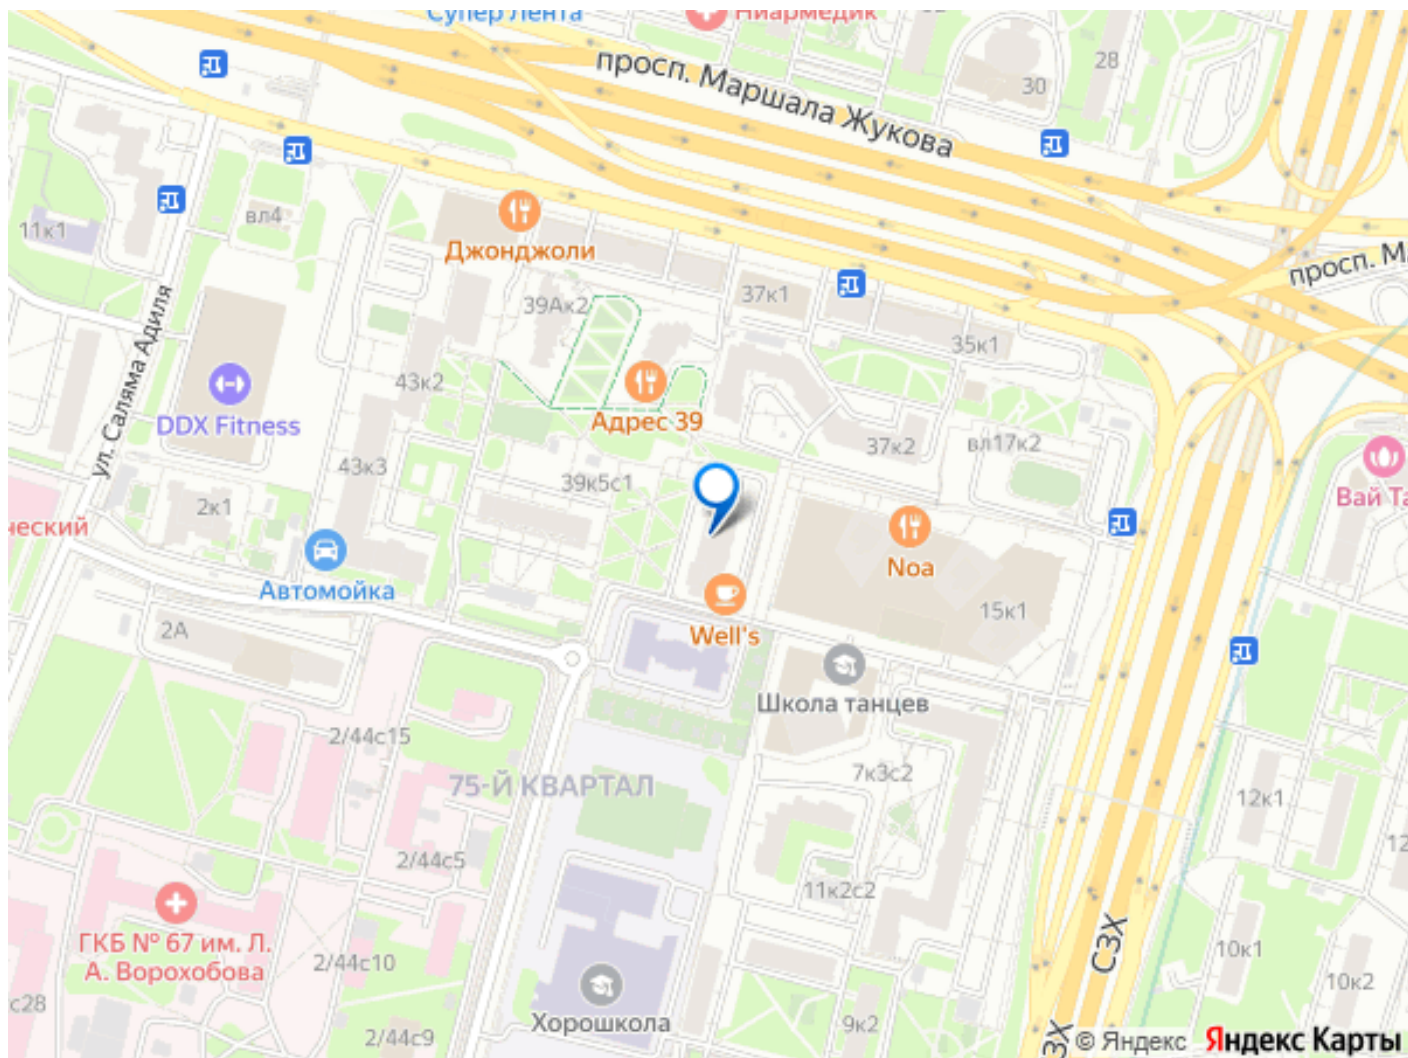 Супер Лента
Ниармедик
28
30
просп. Маршала Жукова
вл4
11к1
Джонджоли
просп. М
39Ак2
37к1
35к1
ул. Саляма Адиля
DDX Fitness
43к2
Адрес 39
37к2
вл17к2
43к3
39к5с1
Вай Та
2к1
ческий
Автомойка
Noa
15к1
2А
Well's
Школа танцев
2/44с15
75-Й КВАРТАЛ
7к3с2
12к1
12
2/44с5
11к2с2
ГКБ № 67 им. Л.
А. Ворохобова
2/44с10
СЗХ
10к1
10к2
с28
Хорошкола
9к2
2/44с9
ЗХ
© Яндекс Яндекс Карты